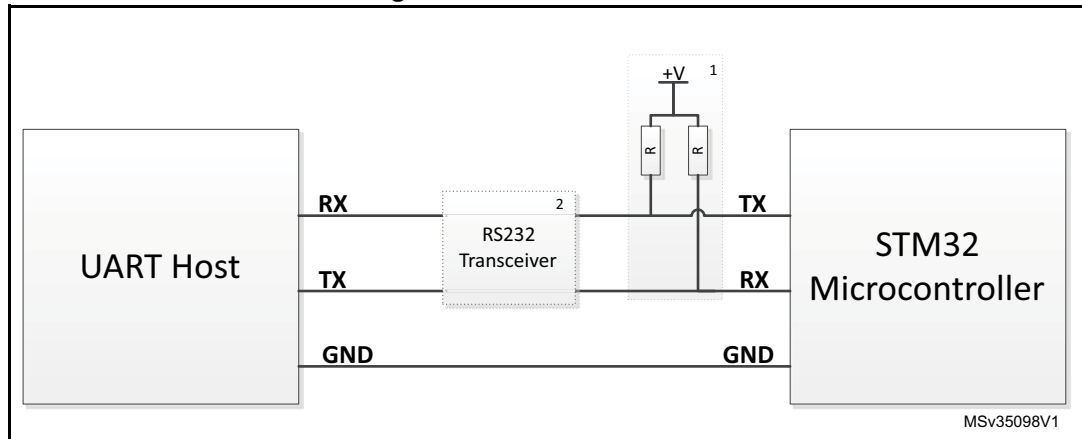 +V 1
R R
RX 2 TX
RS232
Transceiver
UART Host
STM32
Microcontroller
TX RX
GND GND
MSv35098V1